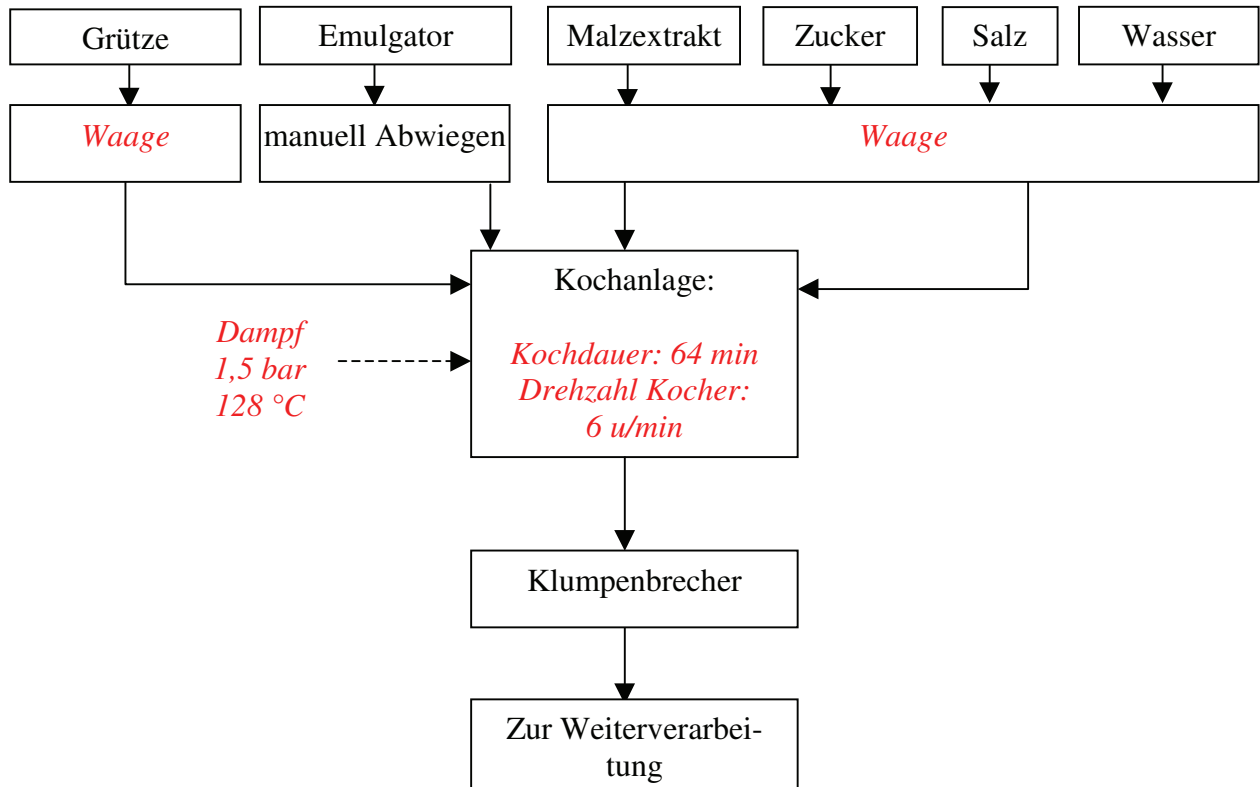 Grütze
Emulgator
Malzextrakt
Zucker
Salz
Wasser
Waage
manuell Abwiegen
Waage
Kochanlage:
Dampf
1,5 bar
128 °C
Kochdauer: 64 min
Drehzahl Kocher:
6 u/min
Klumpenbrecher
Zur Weiterverarbei-
tung